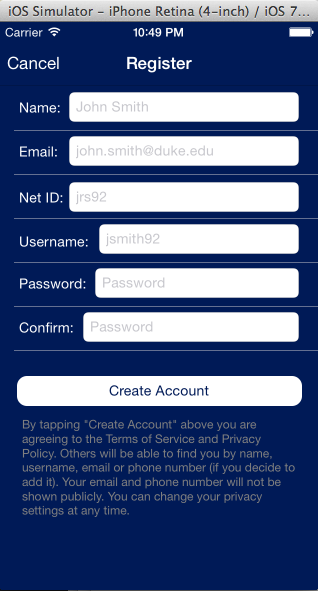 iOS Simulator - iPhone Retina (4-inch) / iOS 7...
Carrier 10:49 PM
Cancel Register
Name: John Smith
Email: john.smith@duke.edu
Net ID: jrs92
Username: jsmith92
Password: Password
Confirm: Password
Create Account
By tapping "Create Account" above you are
agreeing to the Terms of Service and Privacy
Policy. Others will be able to find you by name,
username, email or phone number (if you decide to
add it). Your email and phone number will not be
shown publicly. You can change your privacy
settings at any time.